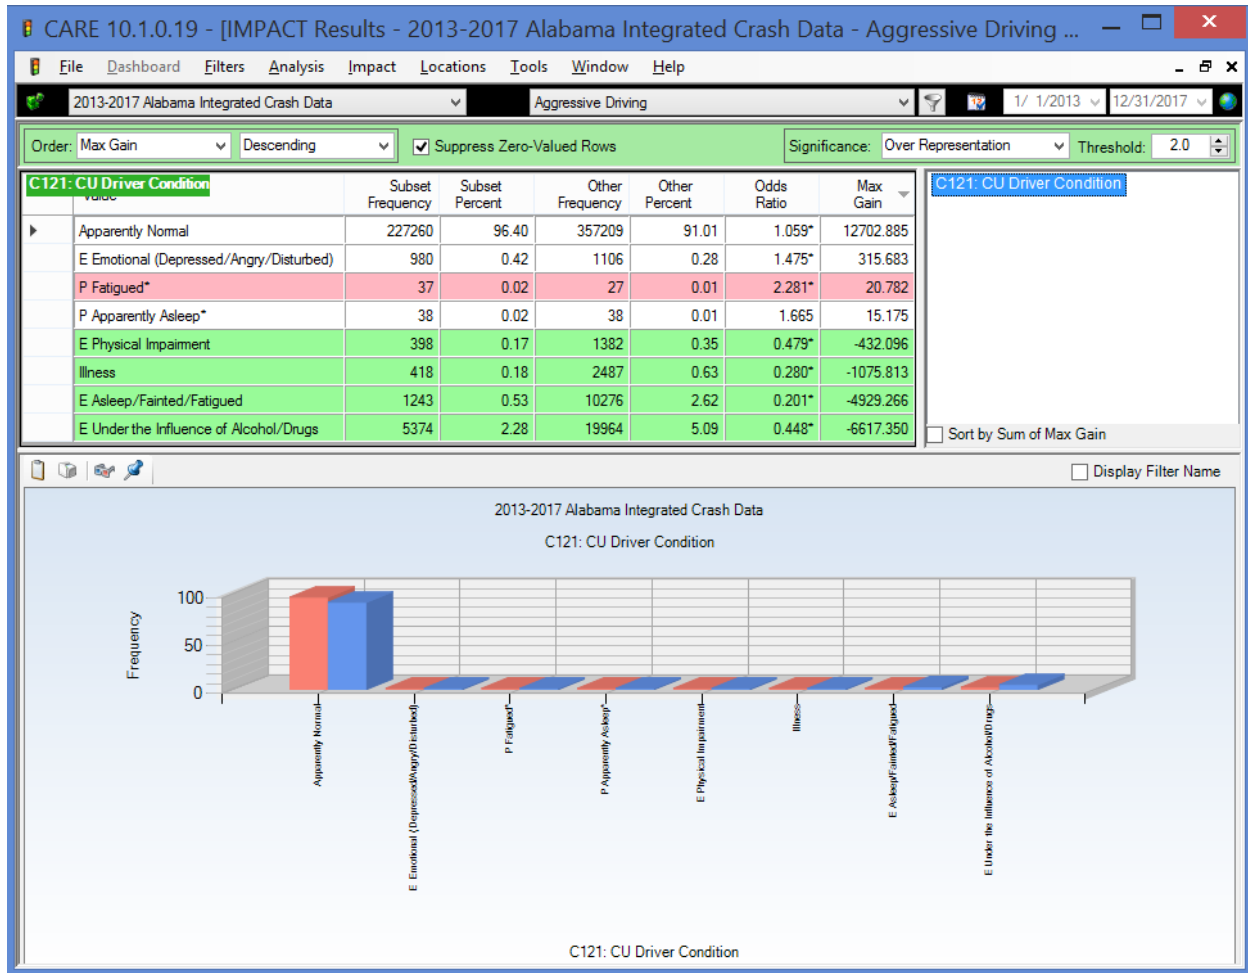 CARE 10.1.0.19 - [IMPACT Results - 2013-2017 Alabama Integrated Crash Data - Aggressive Driving ...
File Dashboard Filters Analysis Impact Locations Tools Window Help
2013-2017 Alabama Integrated Crash Data Aggressive Driving 1/ 1/2013 12/31/2017
Order: Max Gain Descending Suppress Zero-Valued Rows Significance: Over Representation Threshold: 2.0
C121: CU Driver Condition Subset Frequency Subset Percent Other Frequency Other Percent Odds Ratio Max Gain
Apparently Normal 227260 96.40 357209 91.01 1.059* 12702.885
E Emotional (Depressed/Angry/Disturbed) 980 0.42 1106 0.28 1.475* 315.683
P Fatigued* 37 0.02 27 0.01 2.281* 20.782
P Apparently Asleep* 38 0.02 38 0.01 1.665 15.175
E Physical Impairment 398 0.17 1382 0.35 0.479* -432.096
Illness 418 0.18 2487 0.63 0.280* -1075.813
E Asleep/Fainted/Fatigued 1243 0.53 10276 2.62 0.201* -4929.266
E Under the Influence of Alcohol/Drugs 5374 2.28 19964 5.09 0.448* -6617.350
C121: CU Driver Condition
Sort by Sum of Max Gain
Display Filter Name
2013-2017 Alabama Integrated Crash Data
C121: CU Driver Condition
Frequency
100
50
0
Apparently Normal
E Emotional (Depressed/Angry/Disturbed)
P Fatigued*
P Apparently Asleep*
E Physical Impairment
Illness
E Asleep/Fainted/Fatigued
E Under the Influence of Alcohol/Drugs
C121: CU Driver Condition